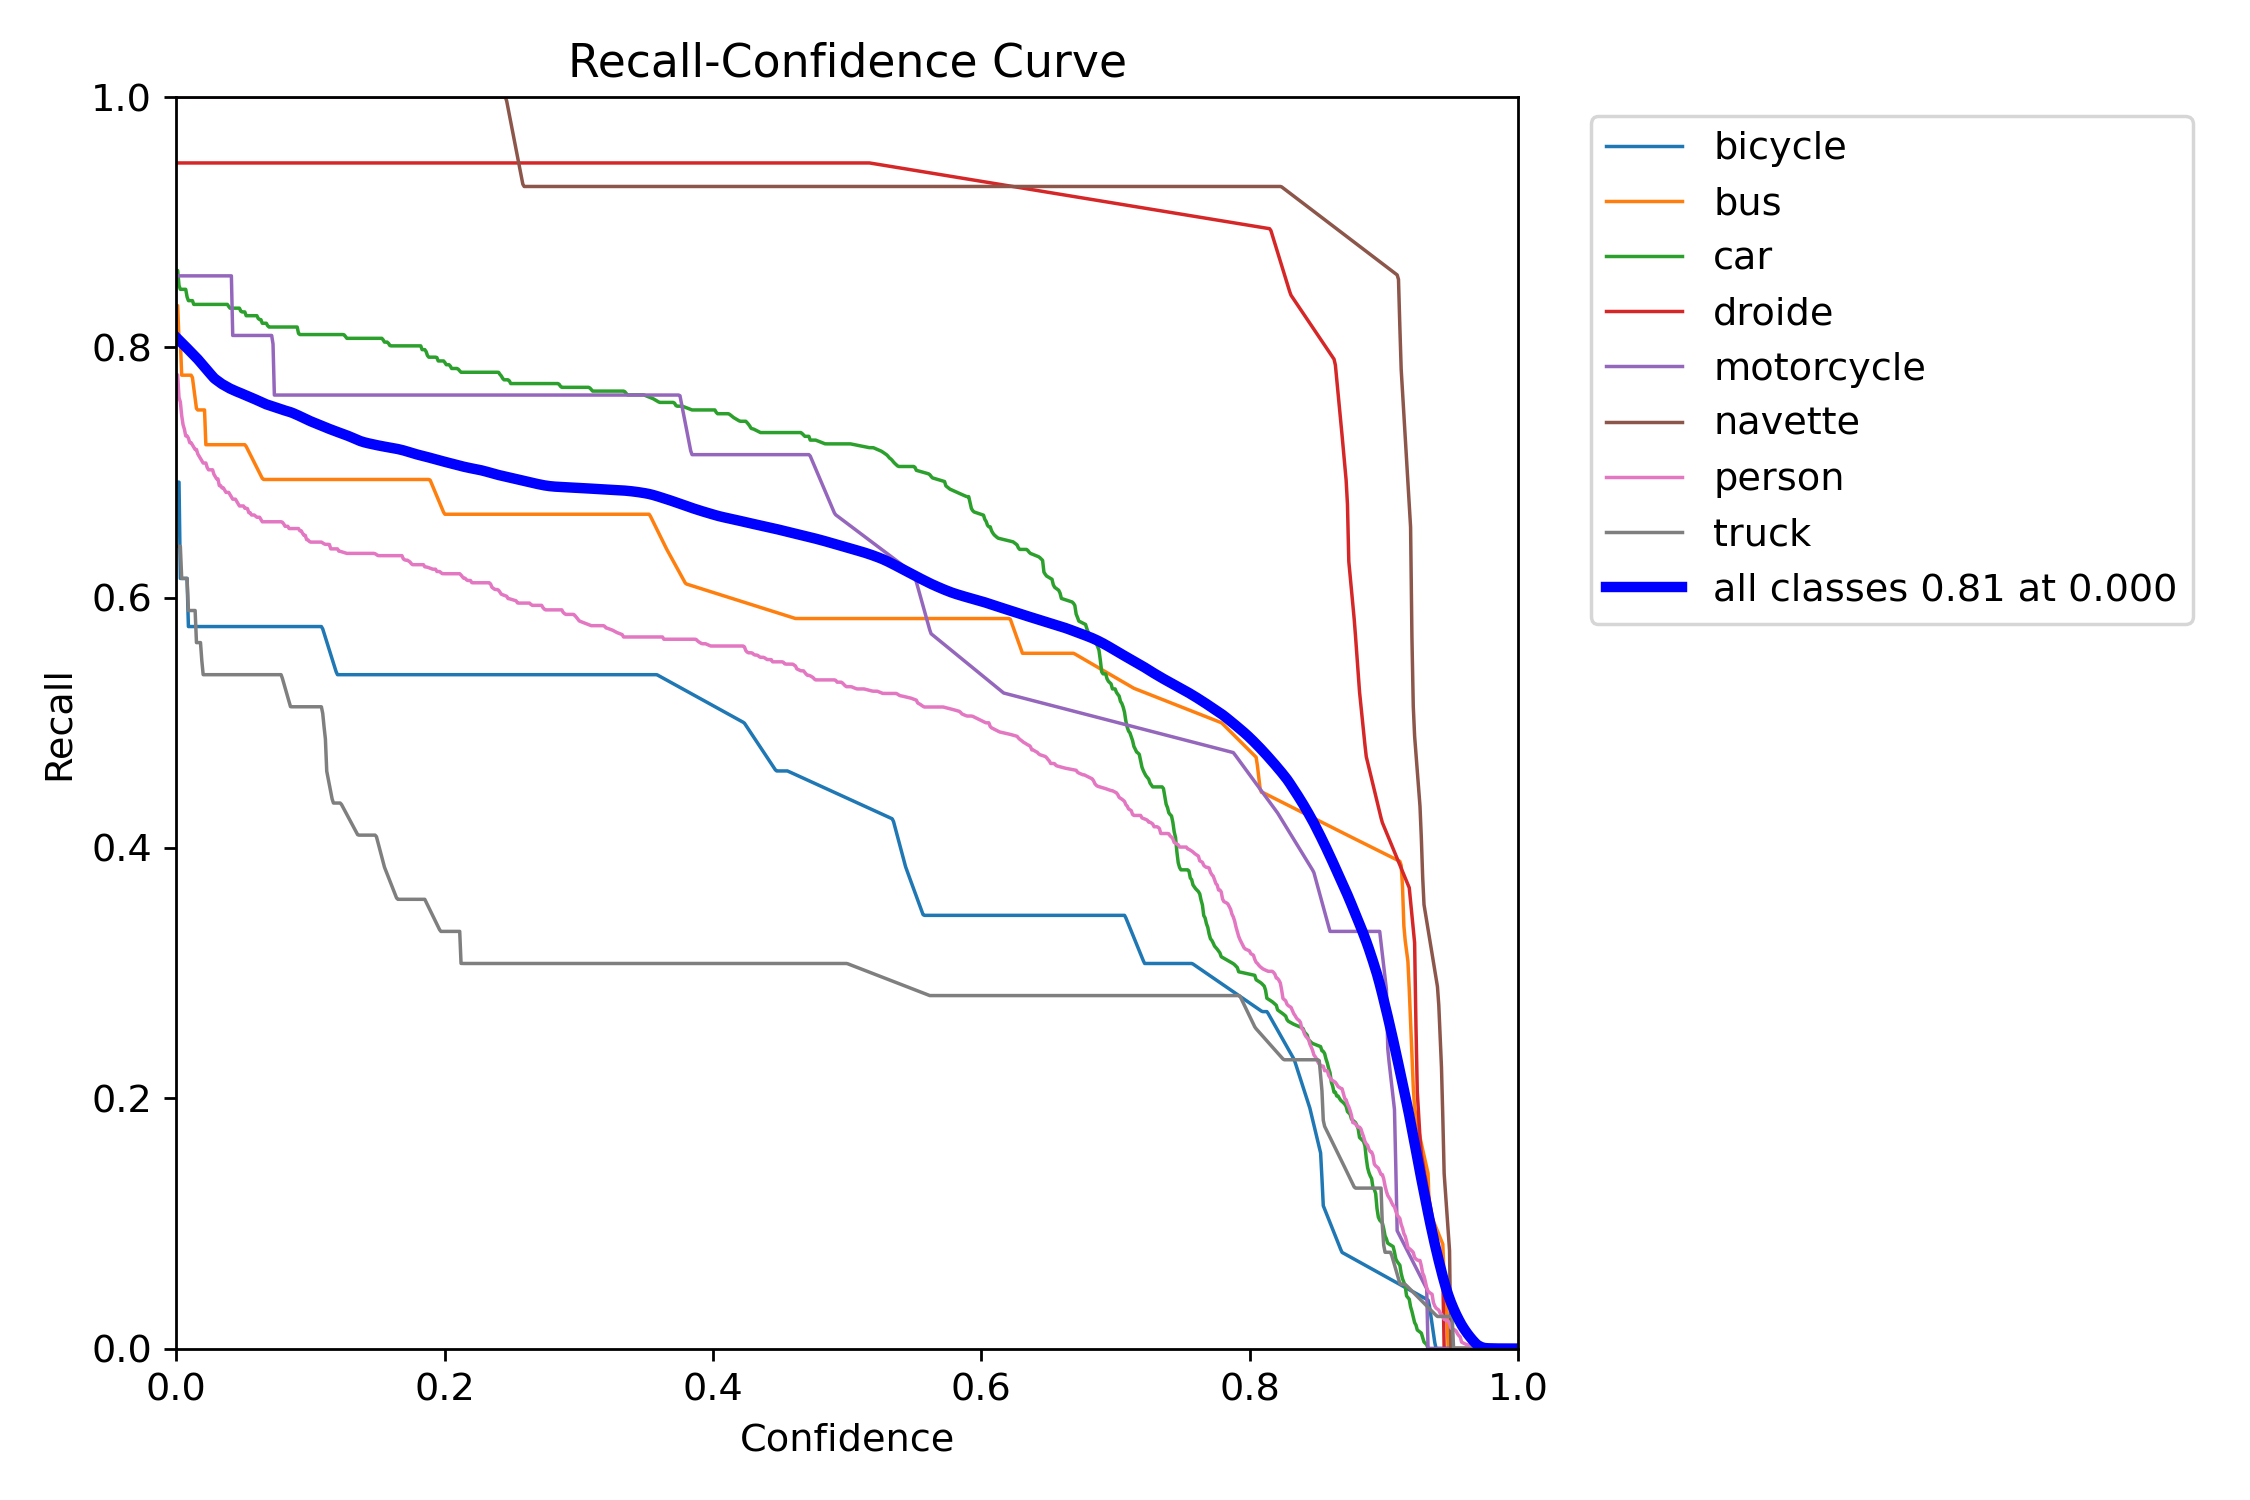 Recall-Confidence Curve
1.0
0.8
0.6
0.4
0.2
0.0
Recall
0.0 0.2 0.4 0.6 0.8 1.0
Confidence
bicycle
bus
car
droide
motorcycle
navette
person
truck
all classes 0.81 at 0.000